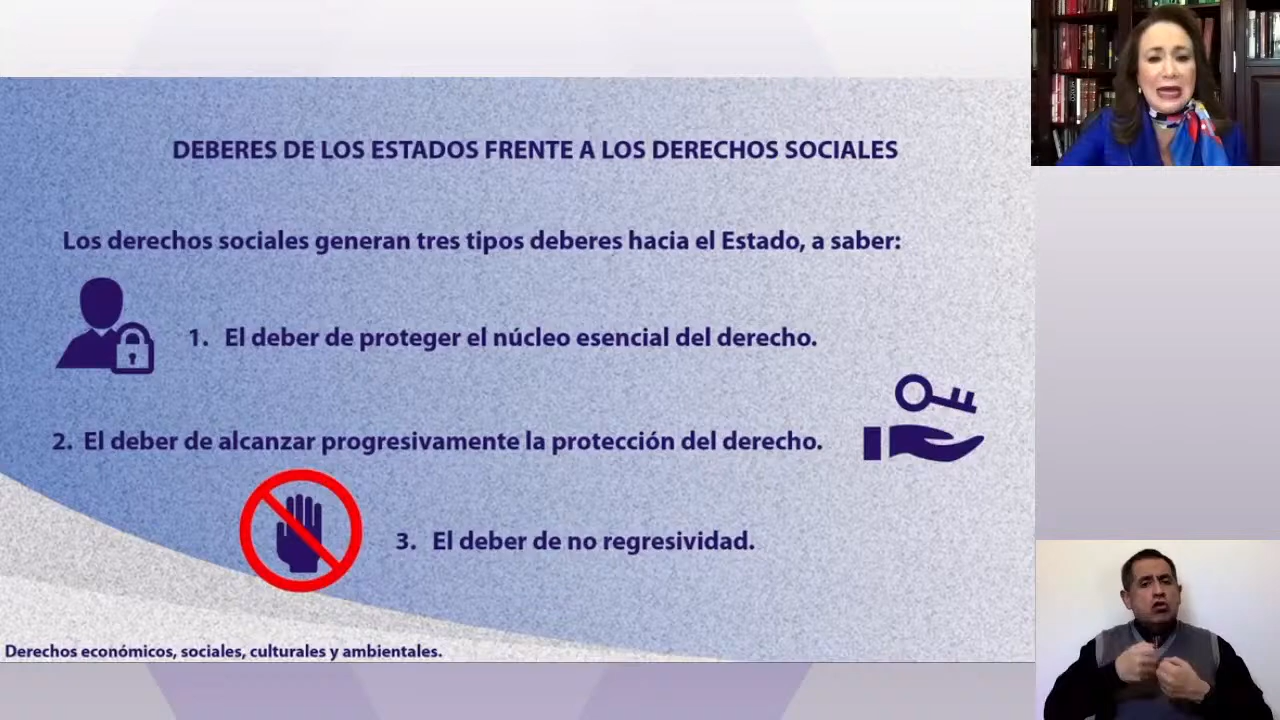 DEBERES DE LOS ESTADOS FRENTE A LOS DERECHOS SOCIALES
Los derechos sociales generan tres tipos deberes hacia el Estado, a saber:
1. El deber de proteger el núcleo esencial del derecho.
2. El deber de alcanzar progresivamente la protección del derecho.
3. El deber de no regresividad.
Derechos económicos, sociales, culturales y ambientales.